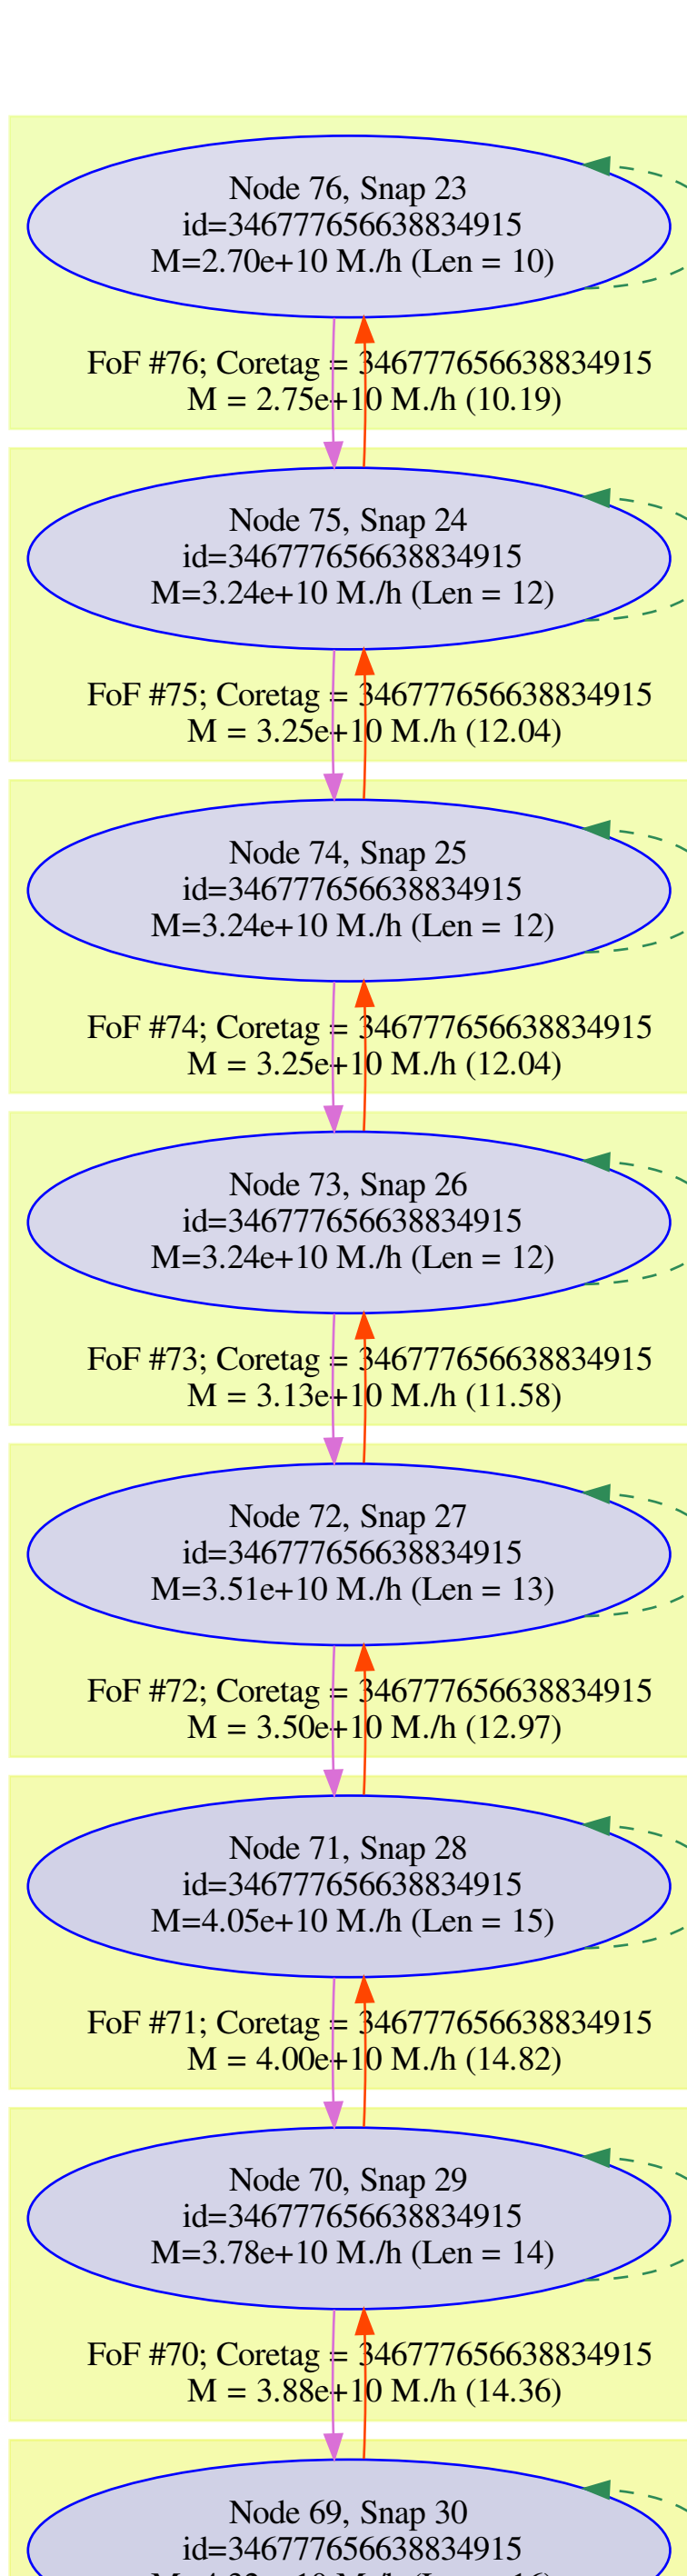 Node 76, Snap 23
id=346777656638834915
M=2.70e+10 M./h (Len = 10)
FoF #76; Coretag = 346777656638834915
M = 2.75e+10 M./h (10.19)
Node 75, Snap 24
id=346777656638834915
M=3.24e+10 M./h (Len = 12)
FoF #75; Coretag = 346777656638834915
M = 3.25e+10 M./h (12.04)
Node 74, Snap 25
id=346777656638834915
M=3.24e+10 M./h (Len = 12)
FoF #74; Coretag = 346777656638834915
M = 3.25e+10 M./h (12.04)
Node 73, Snap 26
id=346777656638834915
M=3.24e+10 M./h (Len = 12)
FoF #73; Coretag = 346777656638834915
M = 3.13e+10 M./h (11.58)
Node 72, Snap 27
id=346777656638834915
M=3.51e+10 M./h (Len = 13)
FoF #72; Coretag = 346777656638834915
M = 3.50e+10 M./h (12.97)
Node 71, Snap 28
id=346777656638834915
M=4.05e+10 M./h (Len = 15)
FoF #71; Coretag = 346777656638834915
M = 4.00e+10 M./h (14.82)
Node 70, Snap 29
id=346777656638834915
M=3.78e+10 M./h (Len = 14)
FoF #70; Coretag = 346777656638834915
M = 3.88e+10 M./h (14.36)
Node 69, Snap 30
id=346777656638834915